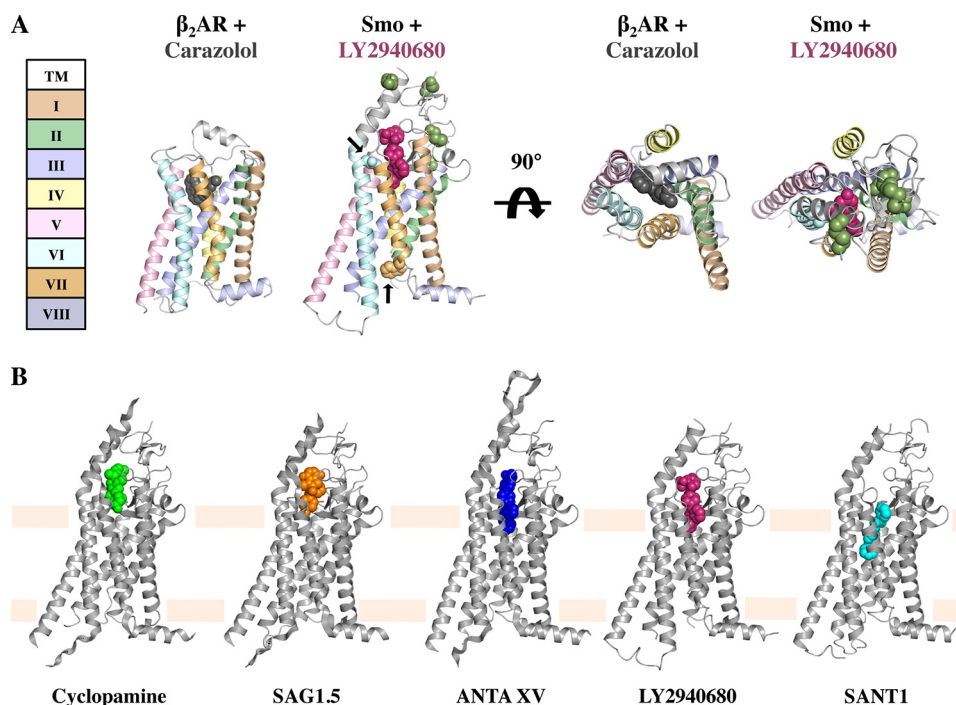 A
β₂AR +
Carazolol
Smo +
LY2940680
β₂AR +
Carazolol
Smo +
LY2940680
TM
I
II
III
IV
V
VI
VII
VIII
90°
B
Cyclopamine
SAG1.5
ANTA XV
LY2940680
SANT1